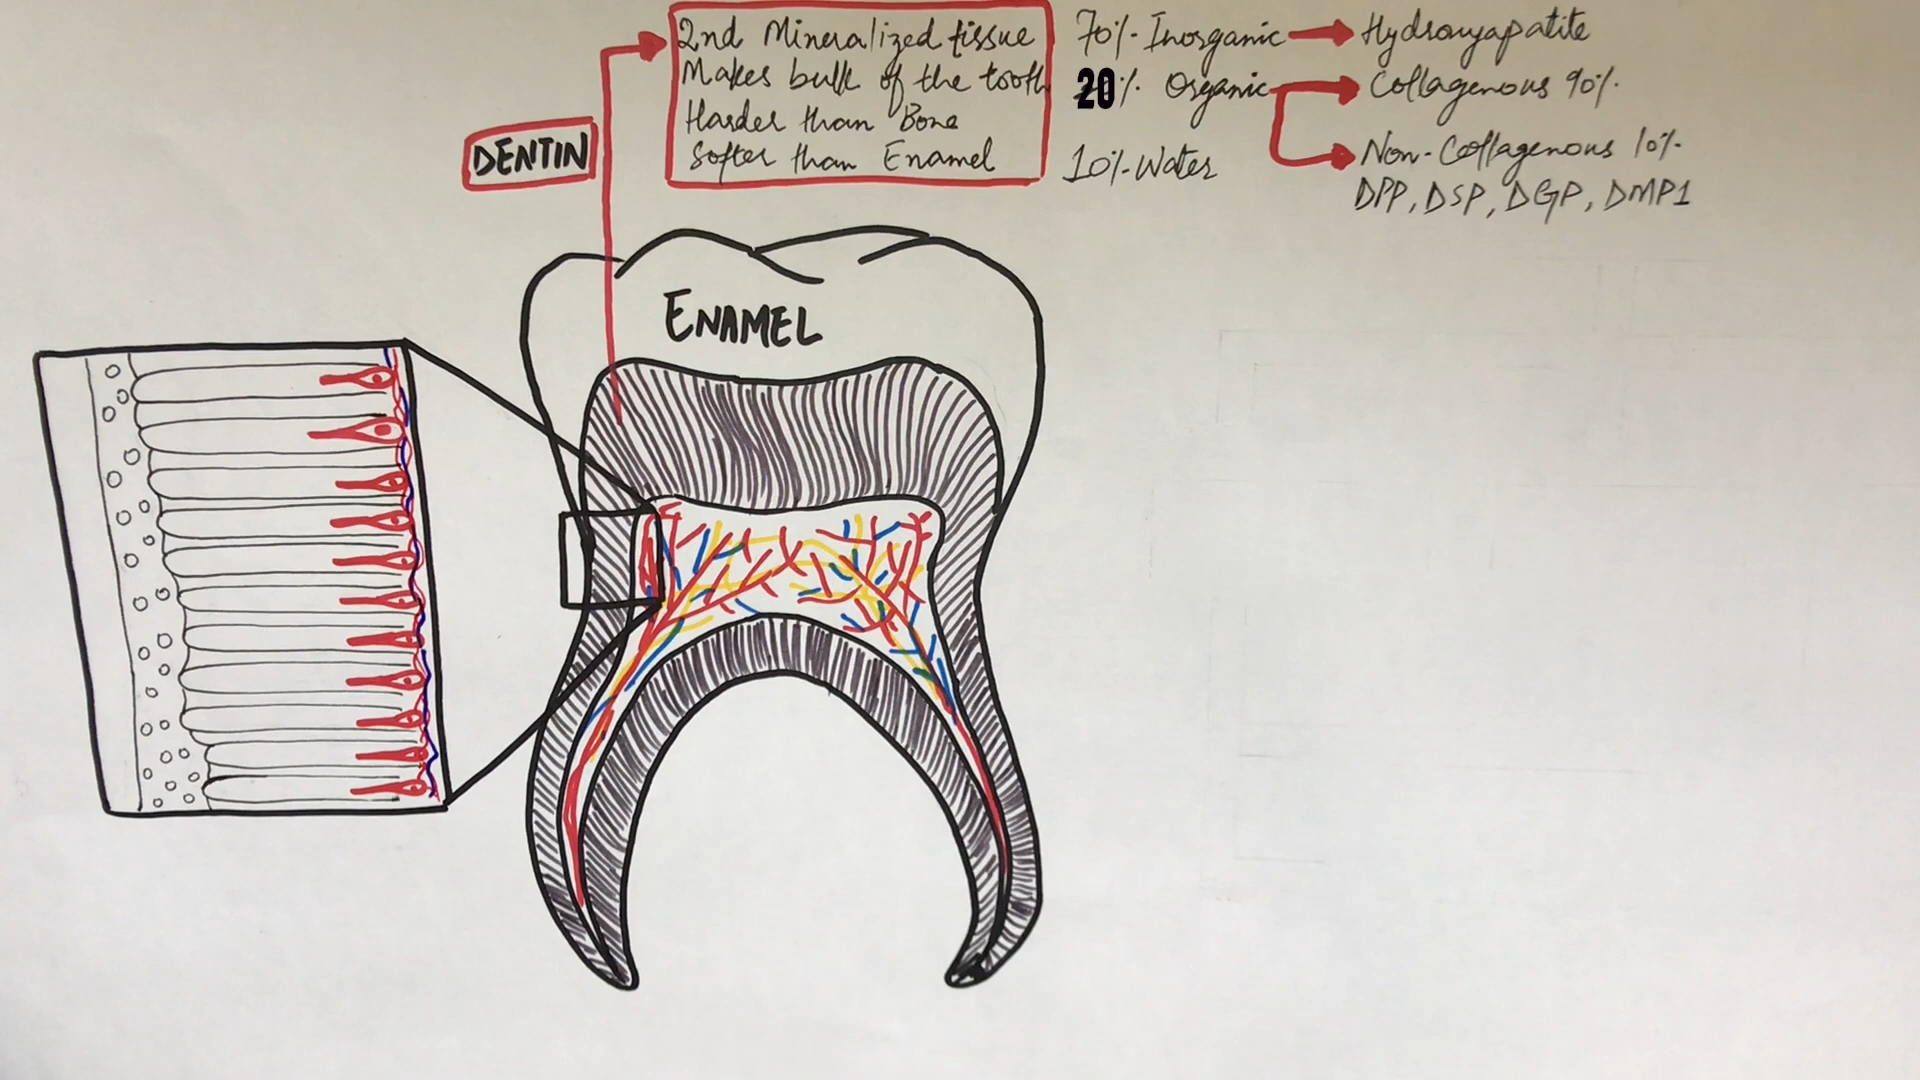 2nd Mineralized tissue
Makes bulk of the tooth
Harder than Bone
Softer than Enamel
DENTIN
70% Inorganic
Hydroxyapatite
20% Organic
Collagenous 90%
10% Water
Non-Collagenous 10%
DPP, DSP, DGP, DMP1
ENAMEL